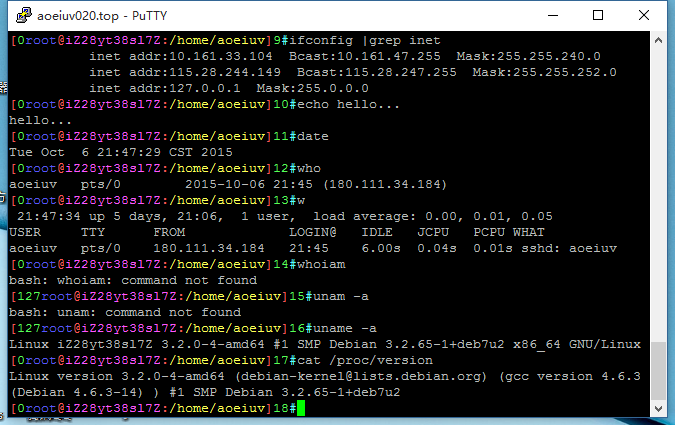 aoeiuv020.top - PuTTY
[0root@iZ28yt38sl7Z:/home/aoeiuv]9#ifconfig |grep inet
          inet addr:10.161.33.104  Bcast:10.161.47.255  Mask:255.255.240.0
          inet addr:115.28.244.149  Bcast:115.28.247.255  Mask:255.255.252.0
          inet addr:127.0.0.1  Mask:255.0.0.0
[0root@iZ28yt38sl7Z:/home/aoeiuv]10#echo hello...
hello...
[0root@iZ28yt38sl7Z:/home/aoeiuv]11#date
Tue Oct  6 21:47:29 CST 2015
[0root@iZ28yt38sl7Z:/home/aoeiuv]12#who
aoeiuv   pts/0        2015-10-06 21:45 (180.111.34.184)
[0root@iZ28yt38sl7Z:/home/aoeiuv]13#w
 21:47:34 up 5 days, 21:06,  1 user,  load average: 0.00, 0.01, 0.05
USER     TTY      FROM             LOGIN@   IDLE   JCPU   PCPU WHAT
aoeiuv   pts/0    180.111.34.184   21:45    6.00s  0.04s  0.01s sshd: aoeiuv
[0root@iZ28yt38sl7Z:/home/aoeiuv]14#whoiam
bash: whoiam: command not found
[127root@iZ28yt38sl7Z:/home/aoeiuv]15#unam -a
bash: unam: command not found
[127root@iZ28yt38sl7Z:/home/aoeiuv]16#uname -a
Linux iZ28yt38sl7Z 3.2.0-4-amd64 #1 SMP Debian 3.2.65-1+deb7u2 x86_64 GNU/Linux
[0root@iZ28yt38sl7Z:/home/aoeiuv]17#cat /proc/version
Linux version 3.2.0-4-amd64 (debian-kernel@lists.debian.org) (gcc version 4.6.3
(Debian 4.6.3-14) ) #1 SMP Debian 3.2.65-1+deb7u2
[0root@iZ28yt38sl7Z:/home/aoeiuv]18#